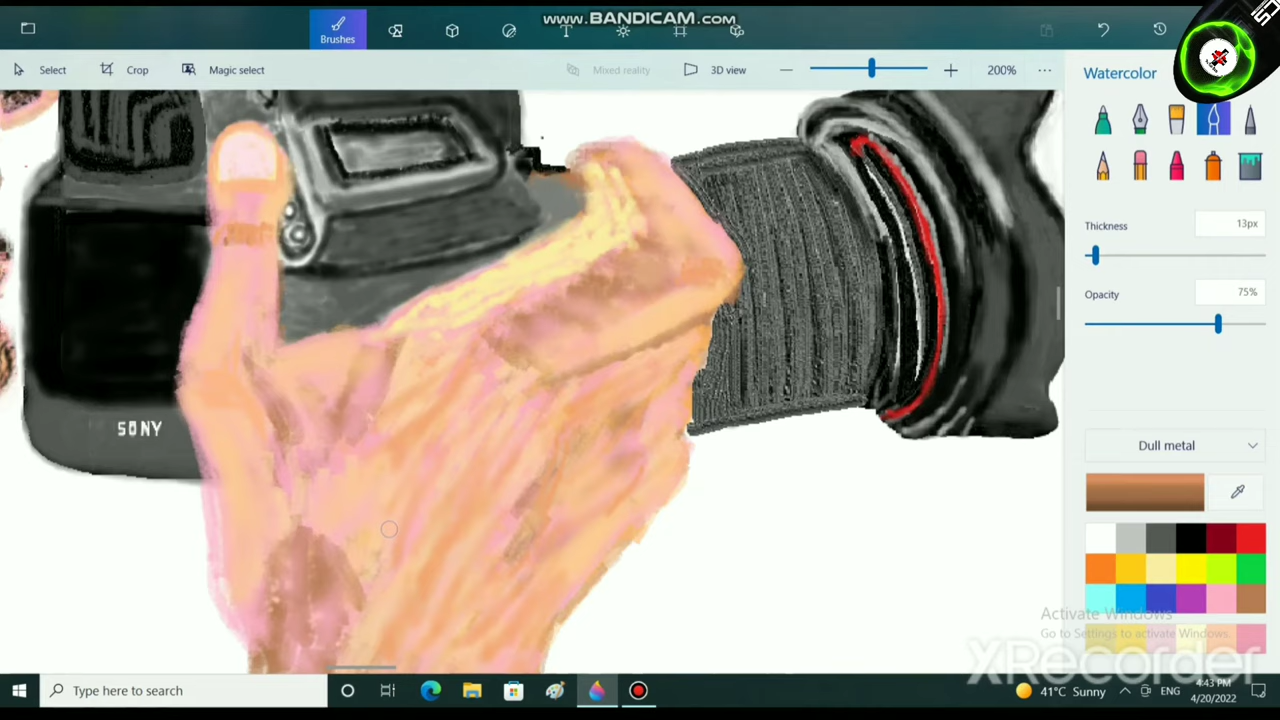 www.BANDICAM.com
Brushes
Select
Crop
Magic select
Mixed reality
3D view
200%
Watercolor
Thickness
13px
Opacity
75%
Dull metal
SONY
Activate Windows
Go to Settings to activate Windows.
XRecorder
Type here to search
41°C Sunny
ENG
4:43 PM
4/20/2022